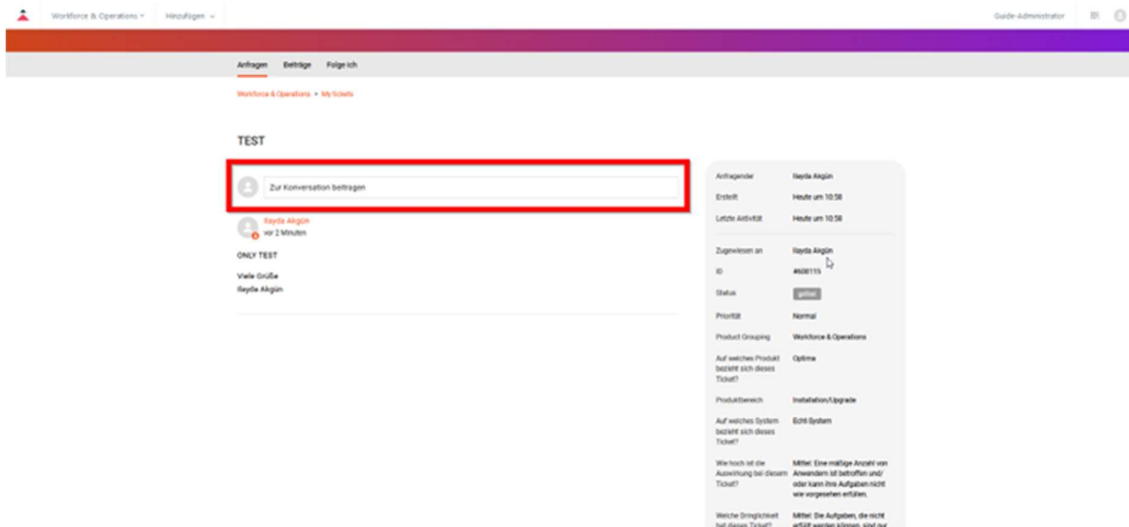 Workforce & Operations Hinzufügen Guide-Administrator
Anfragen Beiträge Folge ich
Workforce & Operations My tickets
TEST
Zur Konversation beitragen
Ilayda Akgün
vor 2 Minuten
ONLY TEST
Viele Grüße
Ilayda Akgün
Anfragender Ilayda Akgün
Erstellt Heute um 10:58
Letzte Aktivität Heute um 10:58
Zugewiesen an Ilayda Akgün
ID
Status gelöst
Priorität Normal
Product Grouping Workforce & Operations
Auf welches Produkt Optima
bezieht sich dieses
Ticket?
Produktbereich Installation/Upgrade
Auf welches System Echt-System
bezieht sich dieses
Ticket?
Wie hoch ist die Mittel: Eine mäßige Anzahl von
Auswirkung bei diesem Anwendern ist betroffen und/
Ticket? oder kann ihre Aufgaben nicht
wie vorgesehen erfüllen.
Welche Dringlichkeit Mittel: Die Aufgaben, die nicht
hat dieses Ticket? erfüllt werden können, sind nur